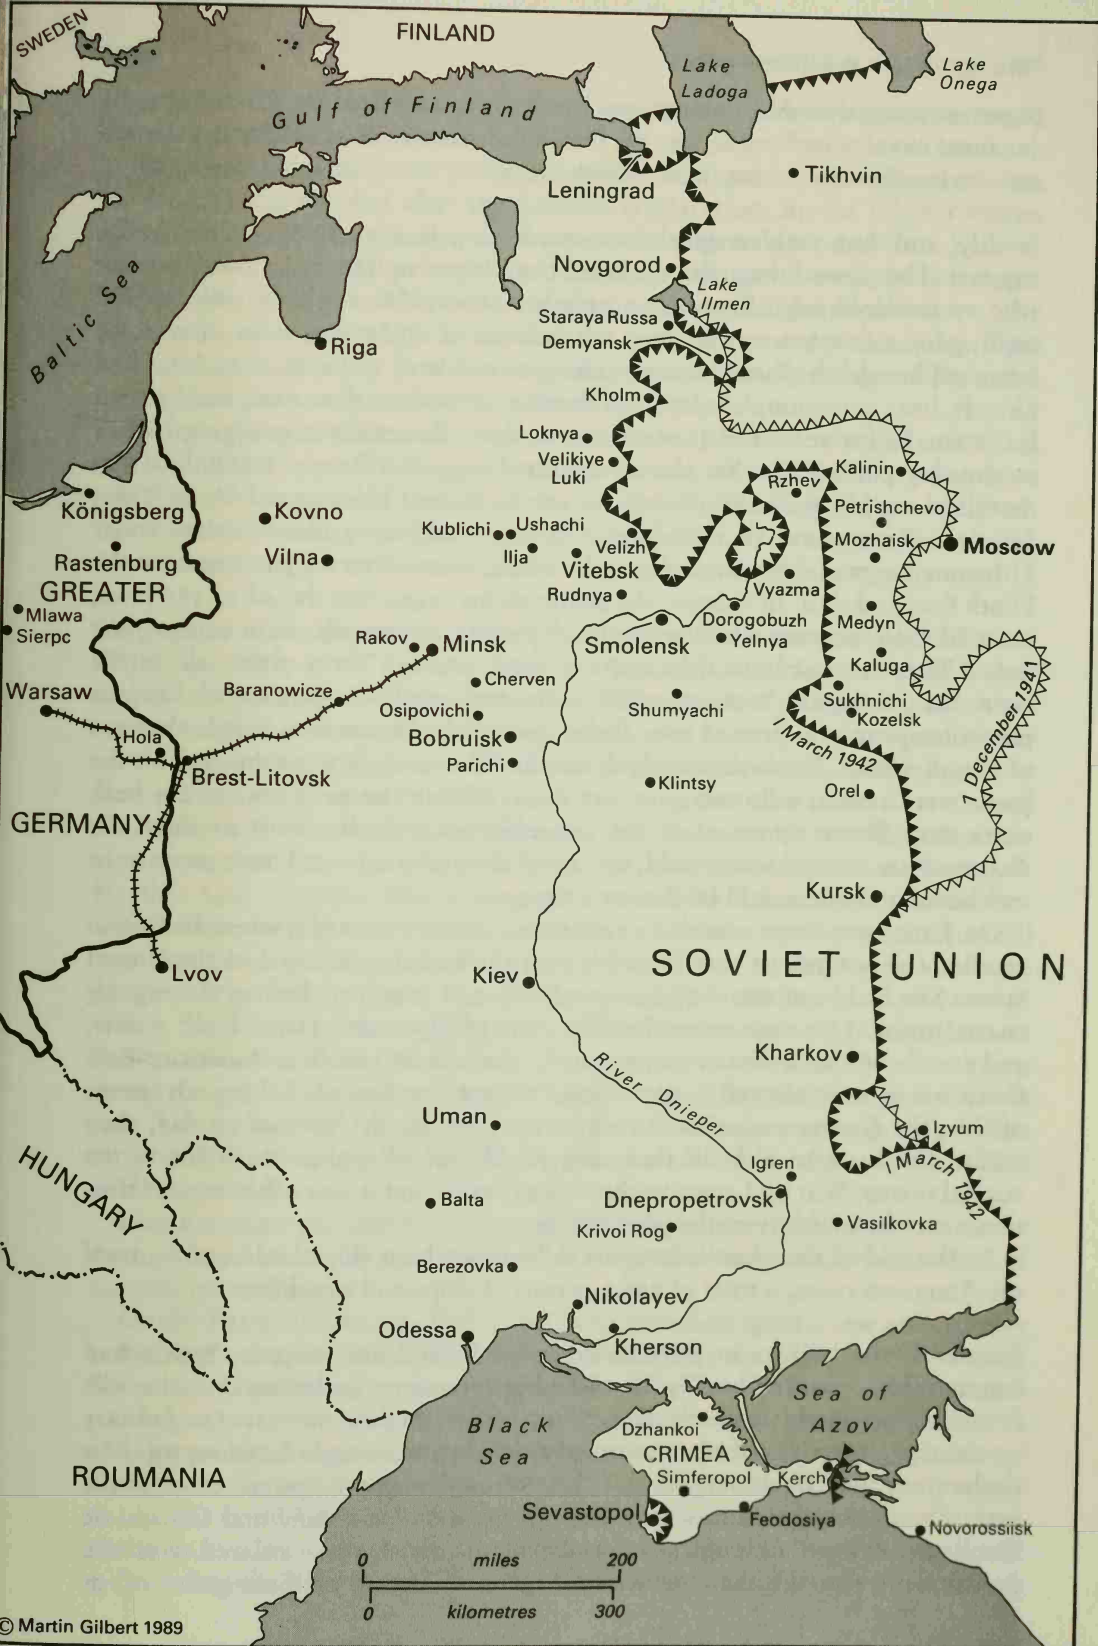 SWEDEN
FINLAND
Lake
Ladoga
Lake
Onega
Gulf of Finland
Leningrad
Tikhvin
Novgorod
Lake
Ilmen
Baltic Sea
Staraya Russa
Riga
Demyansk
Kholm
Loknya
Velikiye
Luki
Kalinin
Rzhev
Königsberg
Kovno
Petrishchevo
Kublichi
Ushachi
Mozhaisk
Moscow
Rastenburg
Vilna
Ilja
Velizh
Vitebsk
GREATER
Vyazma
Rudnya
Mlawa
Sierpc
Dorogobuzh
Medyn
Rakov
Minsk
Smolensk
Yelnya
Kaluga
Warsaw
Baranowicze
Cherven
Osipovichi
Shumyachi
Sukhnichi
Kozelsk
1 March 1942
1 December 1941
Hola
Bobruisk
Parichi
Brest-Litovsk
Klintsy
Orel
GERMANY
Kursk
SOVIET UNION
Lvov
Kiev
Kharkov
River Dnieper
Uman
Izyum
1 March 1942
HUNGARY
Igren
Balta
Dnepropetrovsk
Krivoi Rog
Vasilkovka
Berezovka
Nikolayev
Odessa
Kherson
Black
Sea
Sea of
Azov
Dzhankoi
CRIMEA
ROUMANIA
Simferopol
Kerch
Sevastopol
Feodosiya
Novorossiisk
0 miles 200
0 kilometres 300
© Martin Gilbert 1989